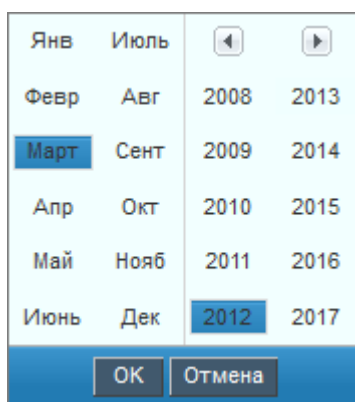 Янв Июль
Февр Авг 2008 2013
Март Сент 2009 2014
Апр Окт 2010 2015
Май Нояб 2011 2016
Июнь Дек 2012 2017
OK Отмена